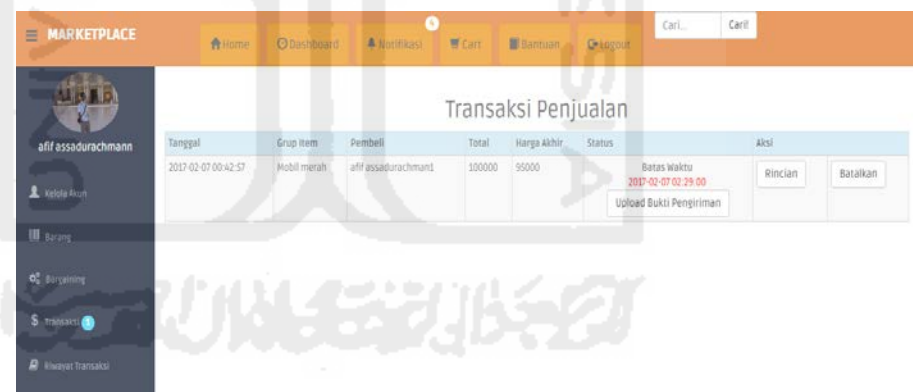 MARKETPLACE
Home
Dashboard
Notifikasi
4
Cart
Bantuan
Logout
Cari...
Cari!
afif assadurachmann
Kelola Akun
Barang
Bargaining
Transaksi 1
Riwayat Transaksi
Transaksi Penjualan
Tanggal Grup Item Pembeli Total Harga Akhir Status Aksi
2017-02-07 00:42:57 Mobil merah afif assadurachman1 100000 95000 Batas Waktu Rincian Batalkan
2017-02-07 02:29:00
Upload Bukti Pengiriman